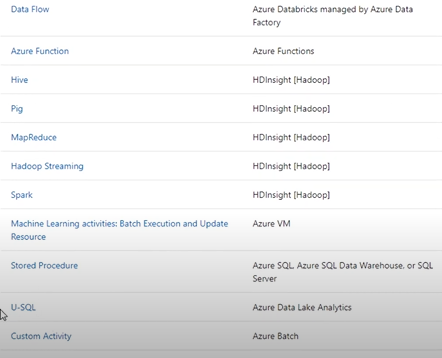 Data Flow Azure Databricks managed by Azure Data
Factory
Azure Function Azure Functions
Hive HDInsight [Hadoop]
Pig HDInsight [Hadoop]
MapReduce HDInsight [Hadoop]
Hadoop Streaming HDInsight [Hadoop]
Spark HDInsight [Hadoop]
Machine Learning activities: Batch Execution and Update Azure VM
Resource
Stored Procedure Azure SQL, Azure SQL Data Warehouse, or SQL
Server
U-SQL Azure Data Lake Analytics
Custom Activity Azure Batch